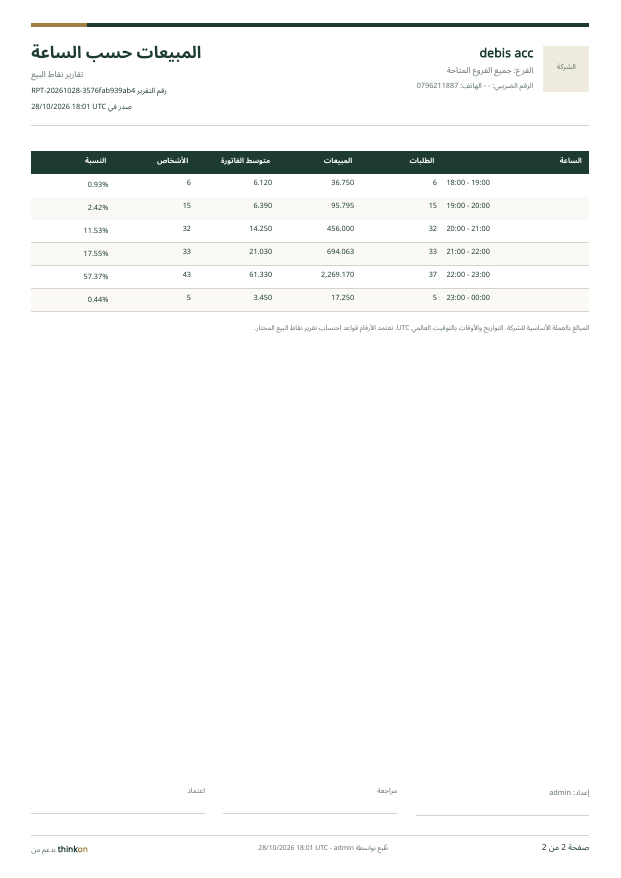 الشركة
debis acc
الفرع: جميع الفروع المتاحة
الرقم الضريبي: - - الهاتف: 0796211887
المبيعات حسب الساعة
تقارير نقاط البيع
رقم التقرير RPT-20261028-3576fab939ab4
صدر في 28/10/2026 18:01 UTC
الساعة الطلبات المبيعات متوسط الفاتورة الأشخاص النسبة
18:00 - 19:00 6 36.750 6.120 6 0.93%
19:00 - 20:00 15 95.795 6.390 15 2.42%
20:00 - 21:00 32 456.000 14.250 32 11.53%
21:00 - 22:00 33 694.063 21.030 33 17.55%
22:00 - 23:00 37 2,269.170 61.330 43 57.37%
23:00 - 00:00 5 17.250 3.450 5 0.44%
المبالغ بالعملة الأساسية للشركة. التواريخ والأوقات بالتوقيت العالمي UTC. تعتمد الأرقام قواعد احتساب تقرير نقاط البيع المختار.
إعداد: admin
مراجعة
اعتماد
صفحة 2 من 2
طُبع بواسطة admin - 28/10/2026 18:01 UTC
بدعم من thinkon